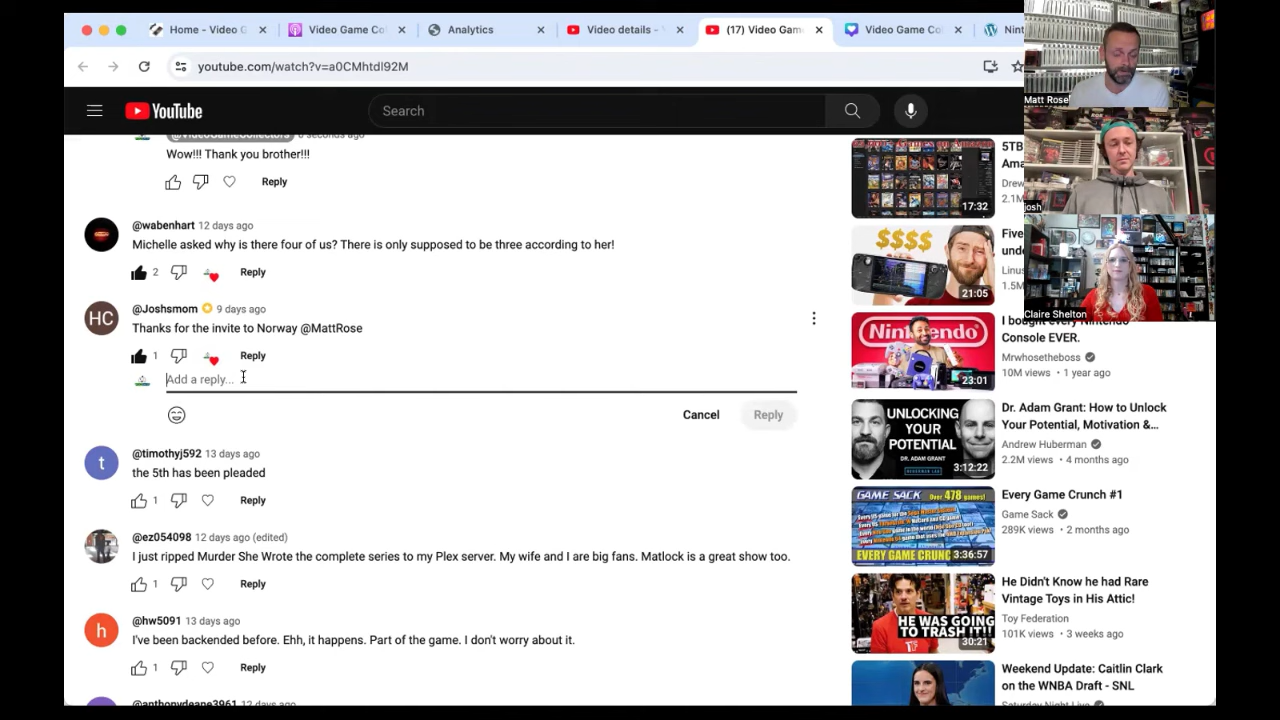 Home - Video G
Video Game Co
Analytics
Video details -
(17) Video Gam
Video Game Co
Nint
youtube.com/watch?v=a0CMhtdI92M
YouTube
Search
Matt Rose
josh
Claire Shelton
Wow!!! Thank you brother!!!
Reply
@wabenhart 12 days ago
Michelle asked why is there four of us? There is only supposed to be three according to her!
2
Reply
HC
@Joshsmom 9 days ago
Thanks for the invite to Norway @MattRose
1
Reply
Add a reply...
Cancel
Reply
t
@timothyj592 13 days ago
the 5th has been pleaded
1
Reply
@ez054098 12 days ago (edited)
I just ripped Murder She Wrote the complete series to my Plex server. My wife and I are big fans. Matlock is a great show too.
1
Reply
h
@hw5091 13 days ago
I've been backended before. Ehh, it happens. Part of the game. I don't worry about it.
1
Reply
@anthonydeane3961 12 days ago
17:32
5TB
Ama
Drew
2.1M
$$$$
21:05
Five
unde
Linus
1.5M
Nintendo
23:01
I bought every Nintendo
Console EVER.
Mrwhosetheboss
10M views • 1 year ago
UNLOCKING
YOUR
POTENTIAL
DR. ADAM GRANT
HUBERMAN LAB
3:12:22
Dr. Adam Grant: How to Unlock
Your Potential, Motivation &...
Andrew Huberman
2.2M views • 4 months ago
GAME SACK Over 478 games!
EVERY GAME CRUNC
3:36:57
Every Game Crunch #1
Game Sack
289K views • 2 months ago
HE WAS GOING
TO TRASH IT!!
30:21
He Didn't Know he had Rare
Vintage Toys in His Attic!
Toy Federation
101K views • 3 weeks ago
Weekend Update: Caitlin Clark
on the WNBA Draft - SNL
Saturday Night Live